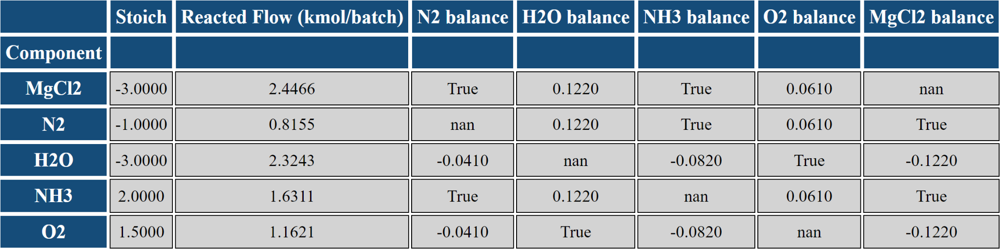 Stoich Reacted Flow (kmol/batch) N2 balance H2O balance NH3 balance O2 balance MgCl2 balance
Component
MgCl2 -3.0000 2.4466 True 0.1220 True 0.0610 nan
N2 -1.0000 0.8155 nan 0.1220 True 0.0610 True
H2O -3.0000 2.3243 -0.0410 nan -0.0820 True -0.1220
NH3 2.0000 1.6311 True 0.1220 nan 0.0610 True
O2 1.5000 1.1621 -0.0410 True -0.0820 nan -0.1220